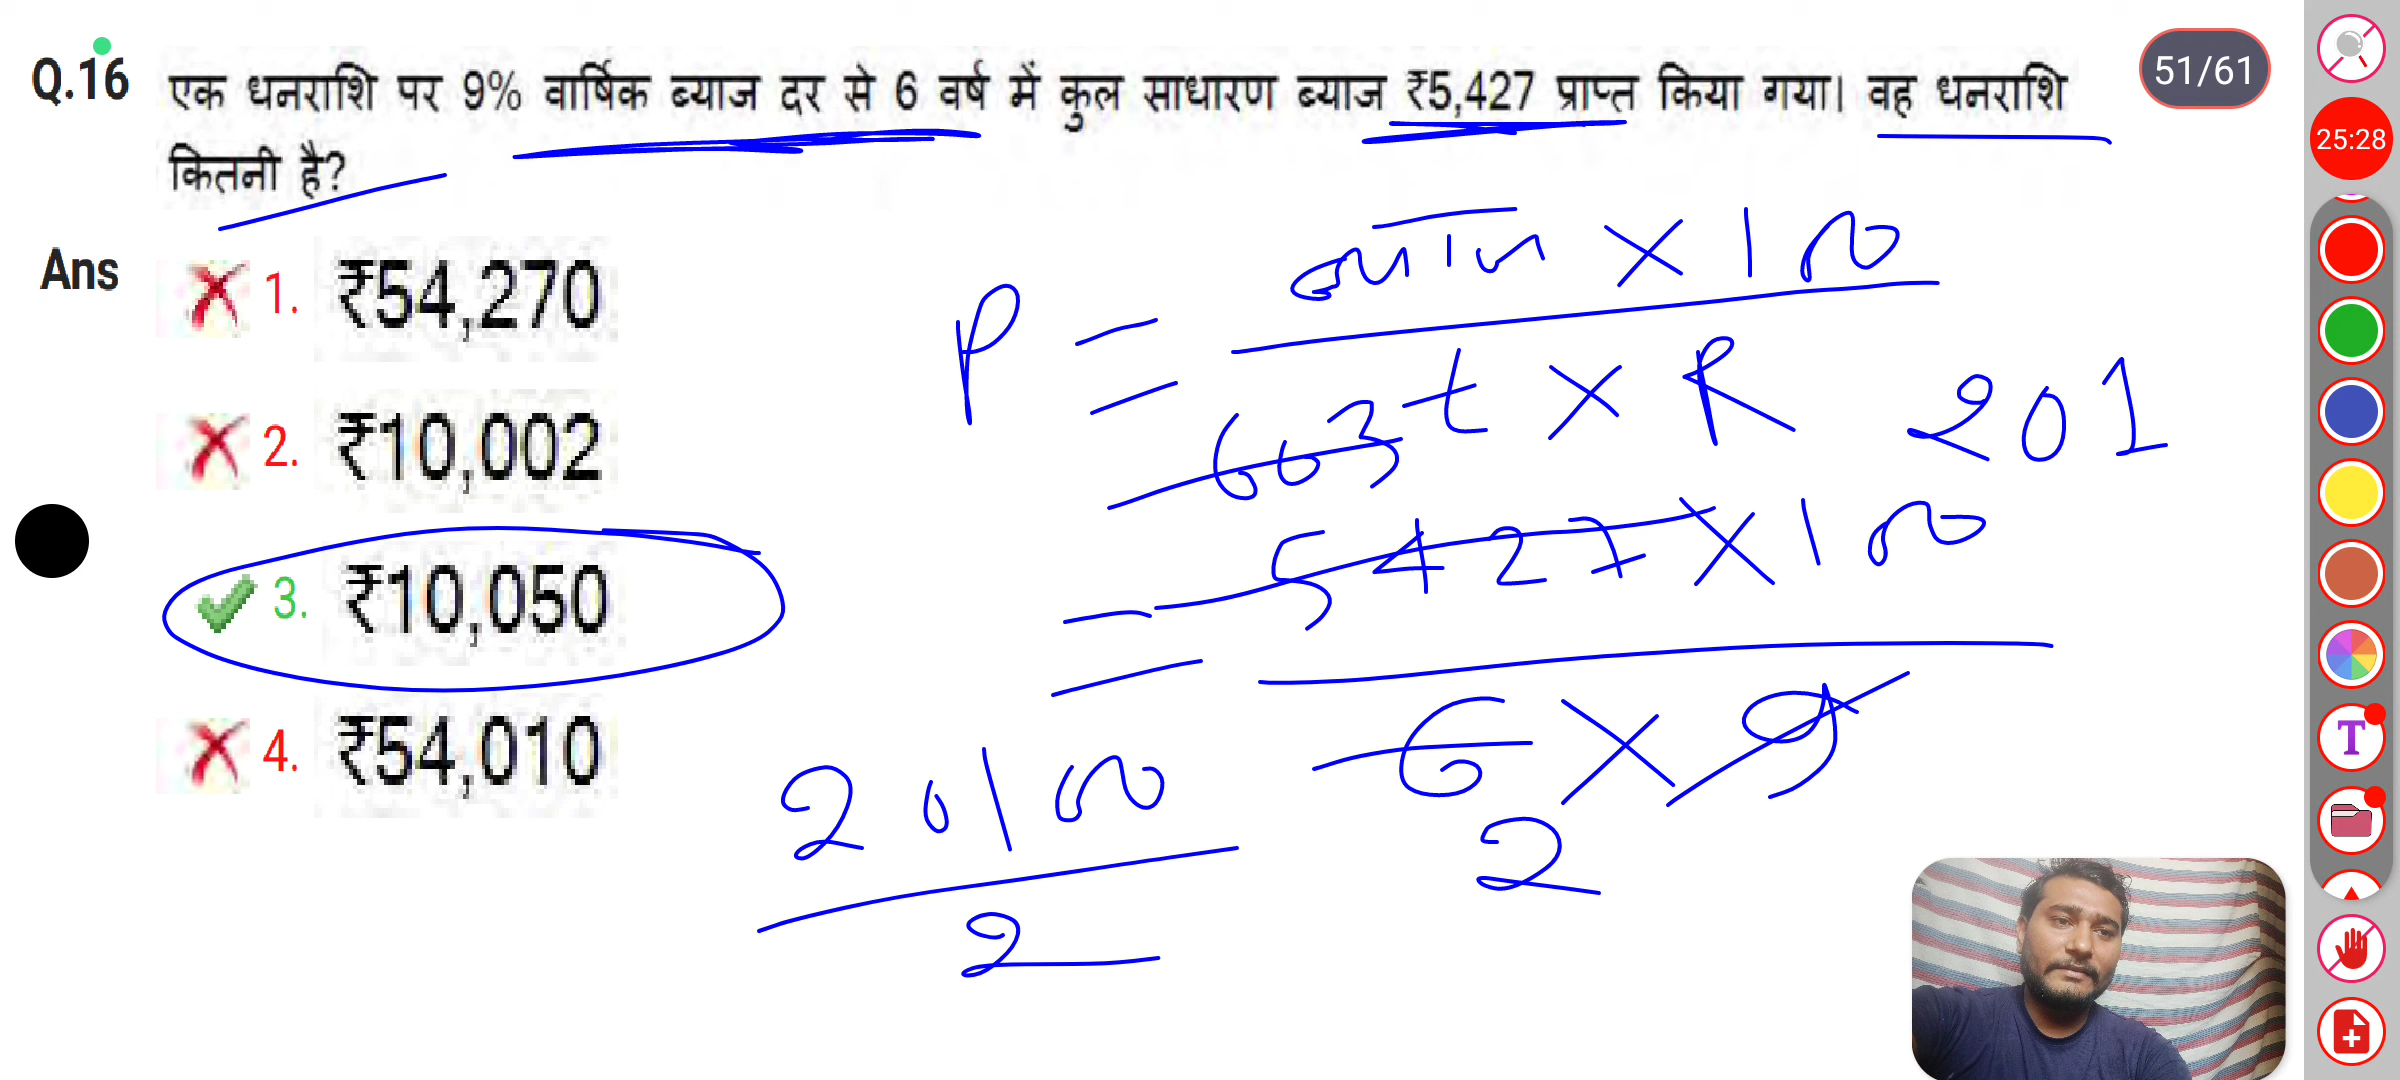 Q.16 एक धनराशि पर 9% वार्षिक ब्याज दर से 6 वर्ष में कुल साधारण ब्याज ₹5,427 प्राप्त किया गया। वह धनराशि
कितनी है?
51/61
25:28
Ans
1. ₹54,270
2. ₹10,002
3. ₹10,050
4. ₹54,010
P = ब्याज × 100
t × R
603
201
= 5427 × 100
6 × 9
2
20100
2
T